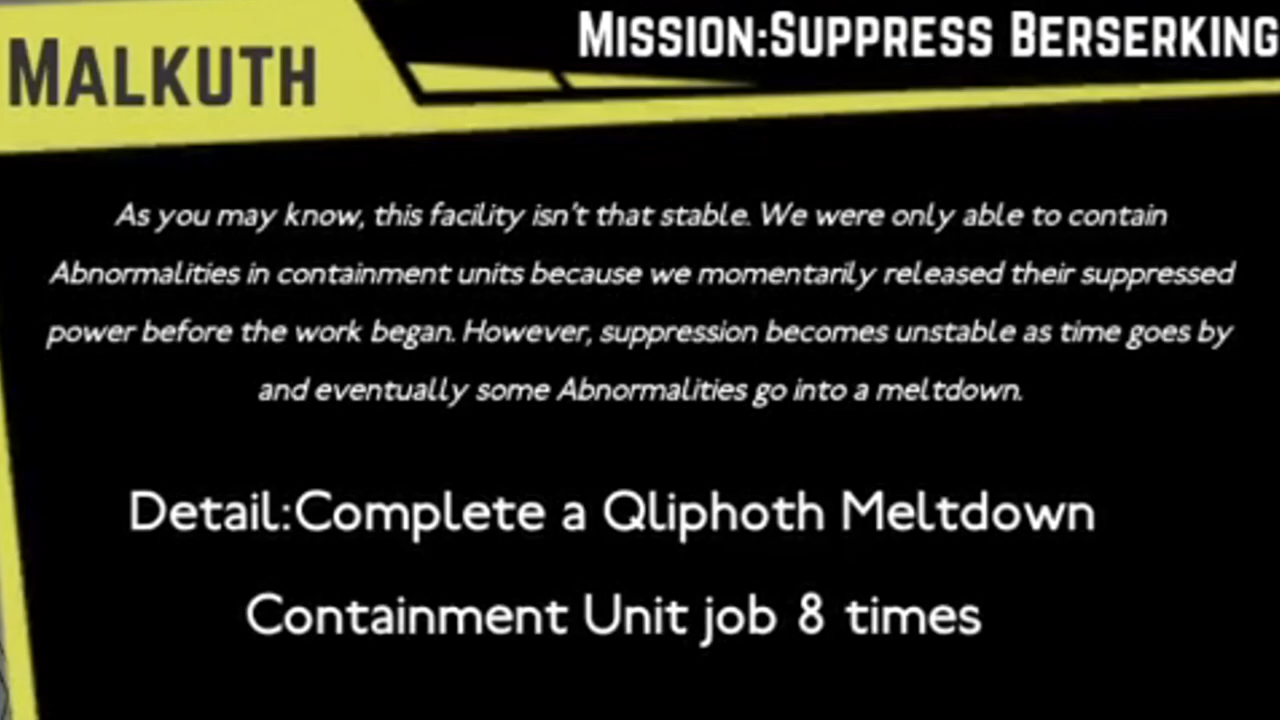 MALKUTH
MISSION:SUPPRESS BERSERKING
As you may know, this facility isn't that stable. We were only able to contain
Abnormalities in containment units because we momentarily released their suppressed
power before the work began. However, suppression becomes unstable as time goes by
and eventually some Abnormalities go into a meltdown.
Detail:Complete a Qliphoth Meltdown
Containment Unit job 8 times